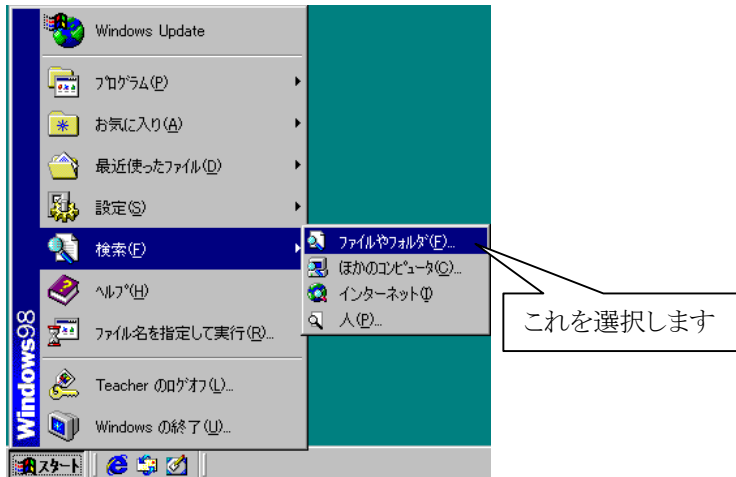 Windows Update
ﾌﾟﾛｸﾞﾗﾑ(P)
お気に入り(A)
最近使ったﾌｧｲﾙ(D)
設定(S)
検索(F)
ﾍﾙﾌﾟ(H)
ﾌｧｲﾙ名を指定して実行(R)...
Teacher のﾛｸﾞｵﾌ(L)...
Windows の終了(U)...
Windows98
ﾌｧｲﾙやﾌｫﾙﾀﾞ(F)...
ほかのｺﾝﾋﾟｭｰﾀ(C)...
インターネット(I)
人(P)...
これを選択します
スタート